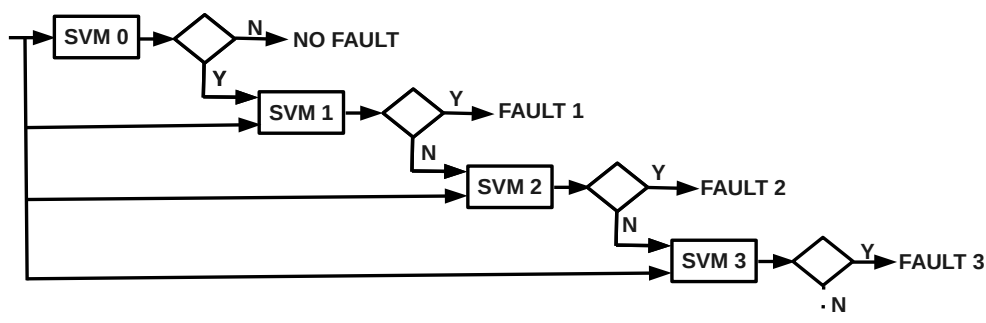 N
SVM 0
NO FAULT
Y
SVM 1
Y
FAULT 1
N
SVM 2
Y
FAULT 2
N
SVM 3
Y
FAULT 3
N